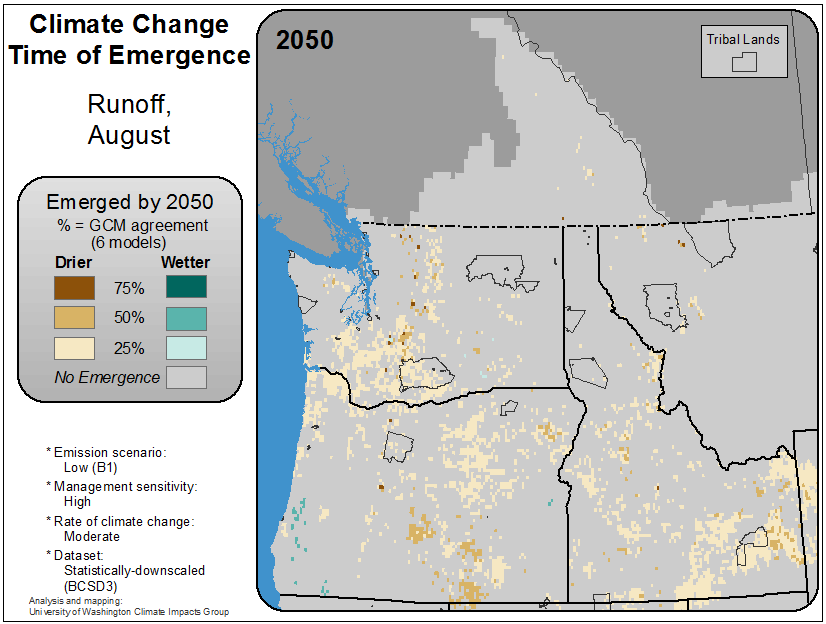 Climate Change
Time of Emergence
Runoff,
August
Emerged by 2050
% = GCM agreement
(6 models)
Drier Wetter
75%
50%
25%
No Emergence
* Emission scenario:
Low (B1)
* Management sensitivity:
High
* Rate of climate change:
Moderate
* Dataset:
Statistically-downscaled
(BCSD3)
Analysis and mapping:
University of Washington Climate Impacts Group
2050
Tribal Lands